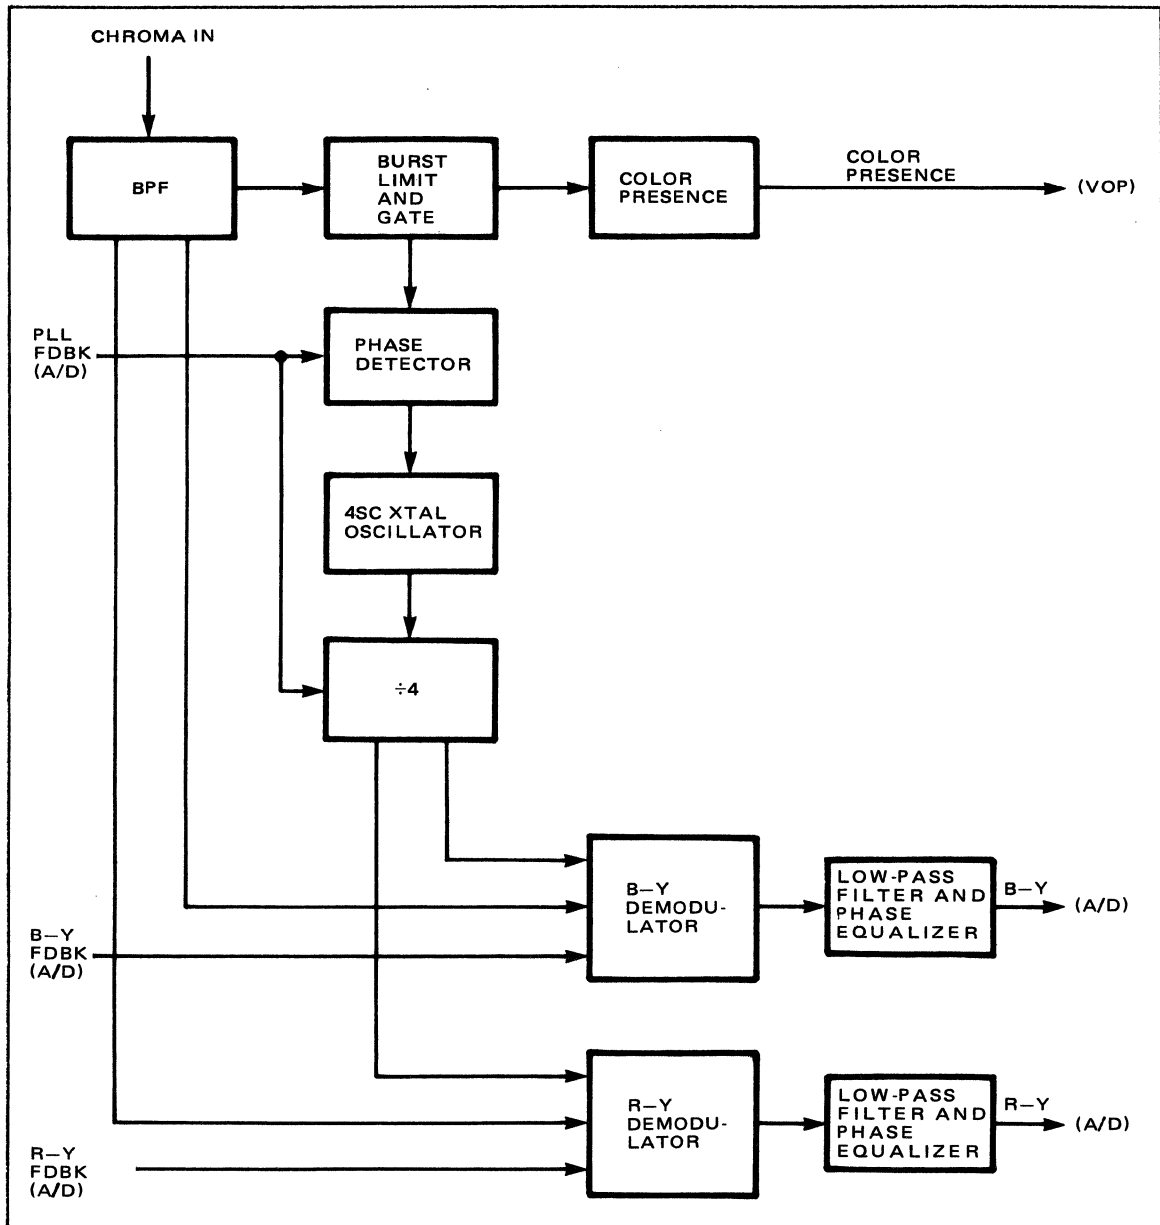 CHROMA IN
BPF
BURST
LIMIT
AND
GATE
COLOR
PRESENCE
COLOR
PRESENCE
(VOP)
PLL
FDBK
(A/D)
PHASE
DETECTOR
4SC XTAL
OSCILLATOR
÷4
B–Y
FDBK
(A/D)
B–Y
DEMODU-
LATOR
LOW-PASS
FILTER AND
PHASE
EQUALIZER
B–Y
(A/D)
R–Y
FDBK
(A/D)
R–Y
DEMODU-
LATOR
LOW-PASS
FILTER AND
PHASE
EQUALIZER
R–Y
(A/D)